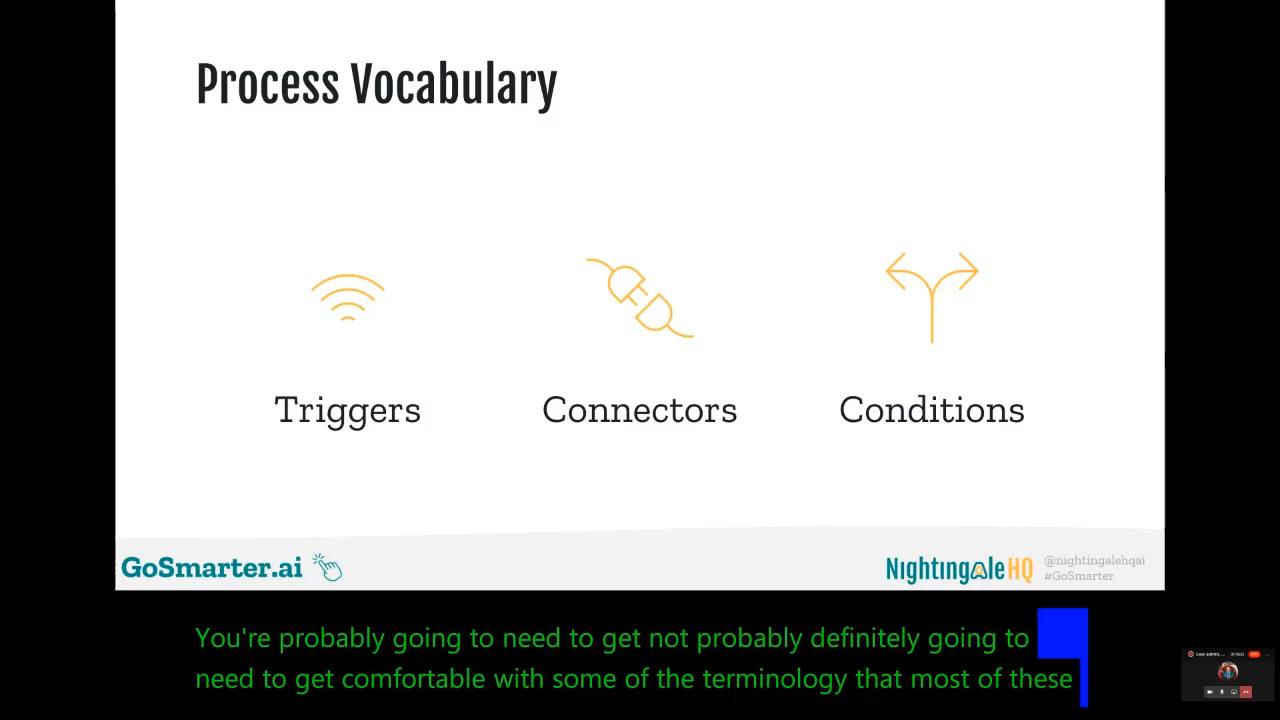 Process Vocabulary
Triggers
Connectors
Conditions
GoSmarter.ai
NightingaleHQ
@nightingalehqai
#GoSmarter
You're probably going to need to get not probably definitely going to
need to get comfortable with some of the terminology that most of these